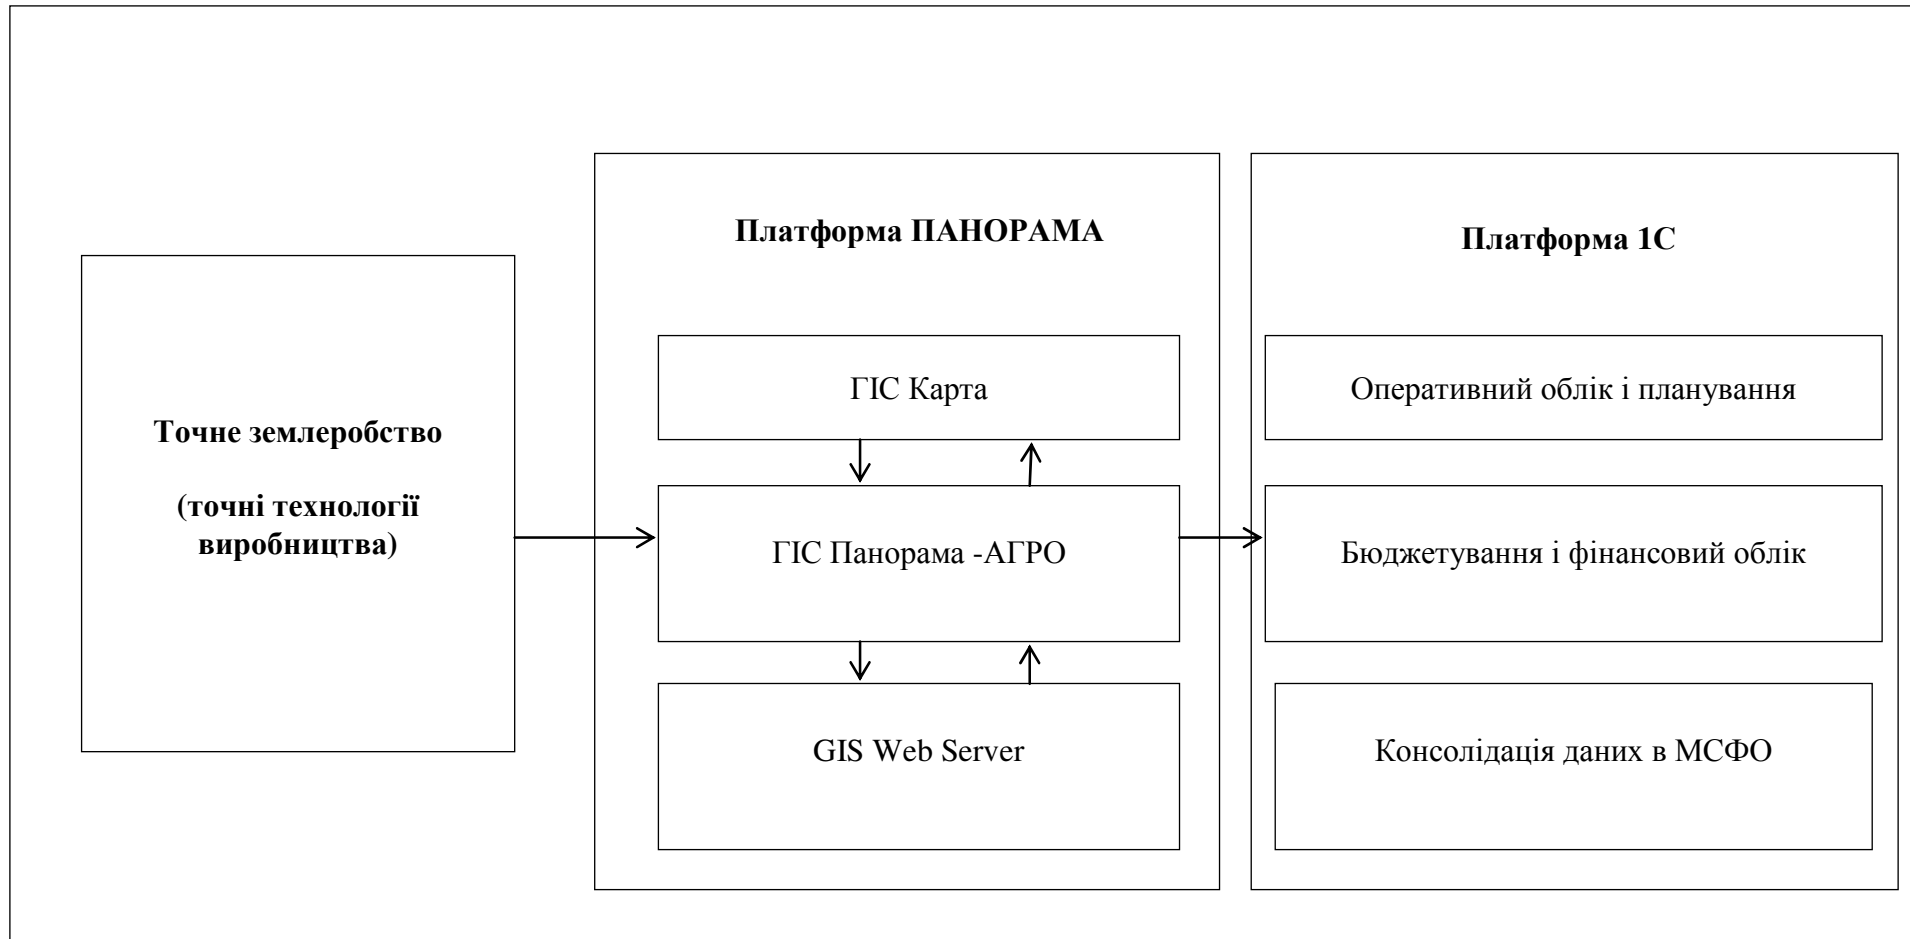 Точне землеробство
(точні технології
виробництва)
Платформа ПАНОРАМА
ГІС Карта
ГІС Панорама -АГРО
GIS Web Server
Платформа 1С
Оперативний облік і планування
Бюджетування і фінансовий облік
Консолідація даних в МСФО